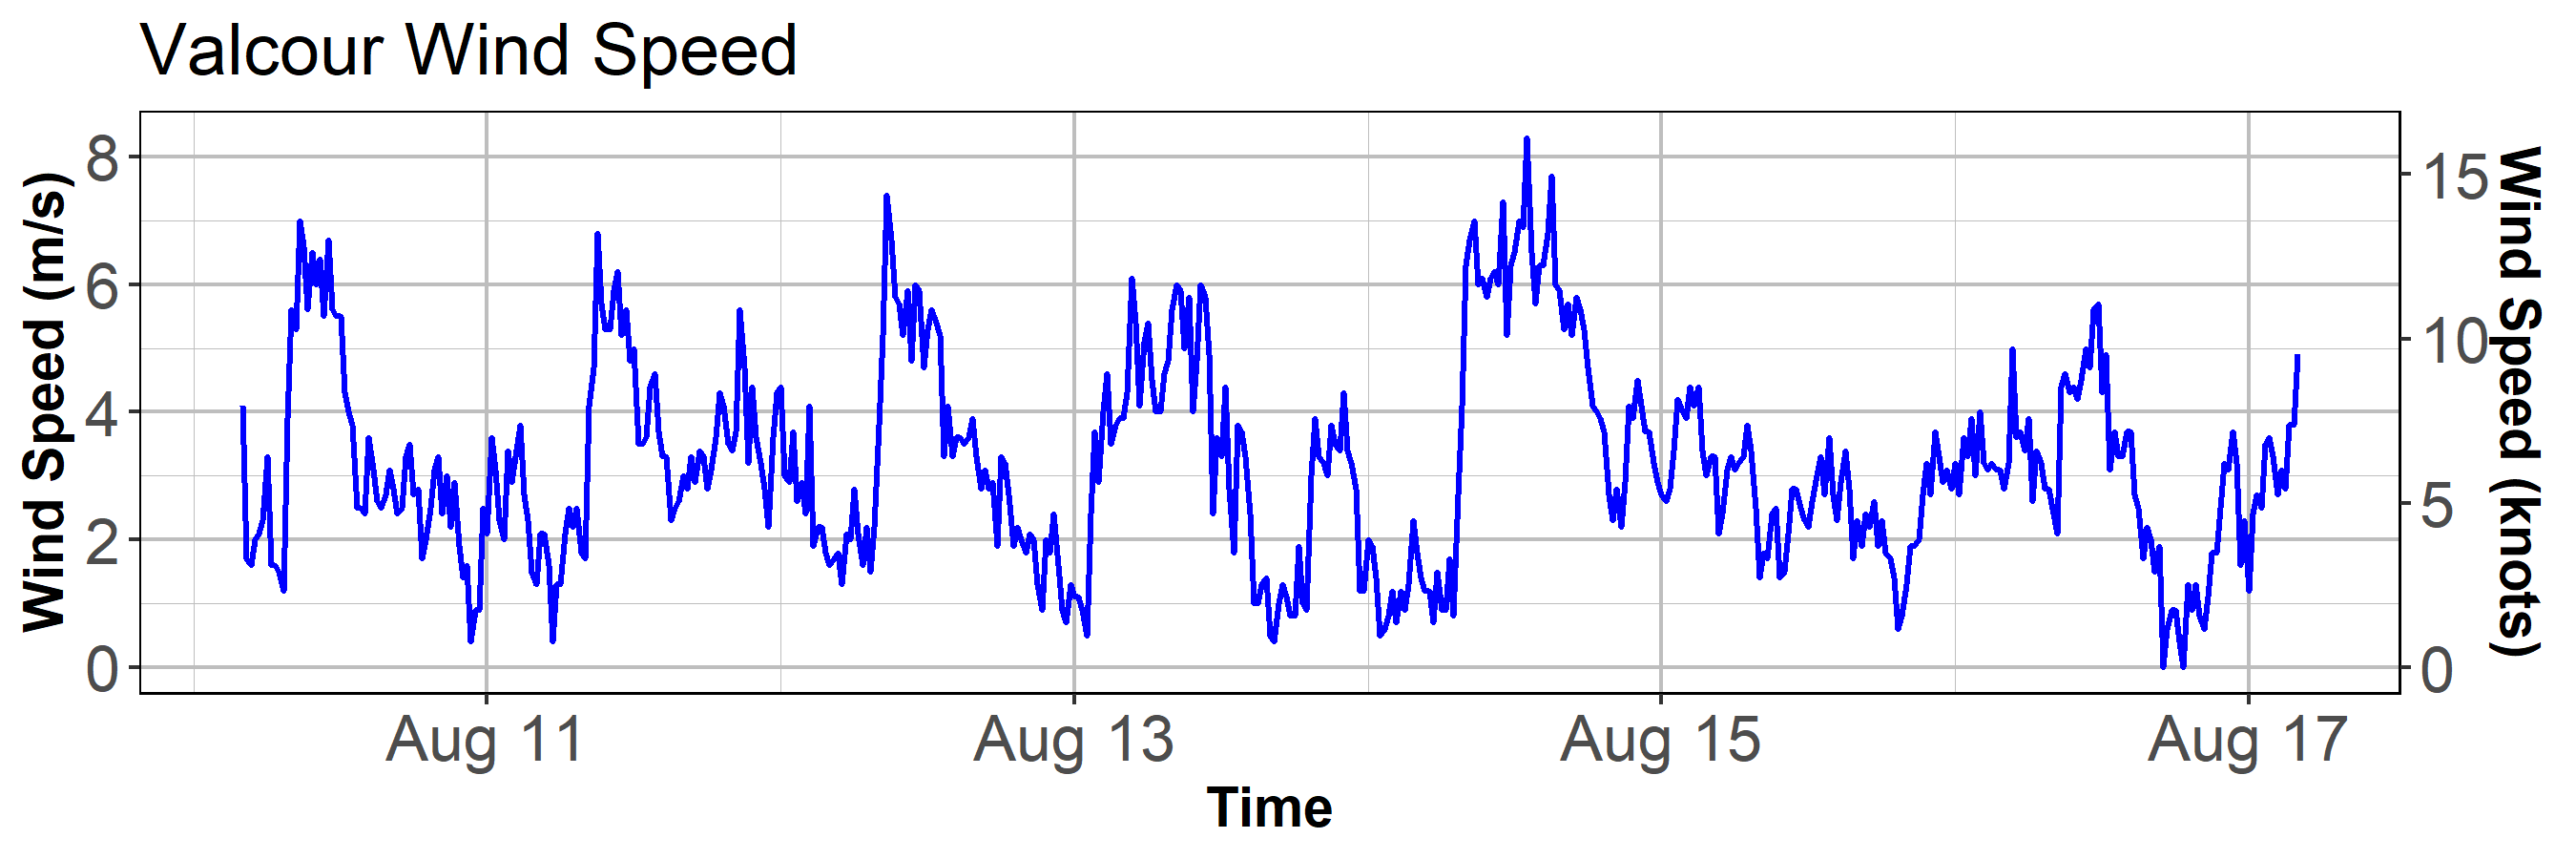 Valcour Wind Speed
Wind Speed (m/s)
8
6
4
2
0
15
10
5
0
Wind Speed (knots)
Aug 11
Aug 13
Aug 15
Aug 17
Time